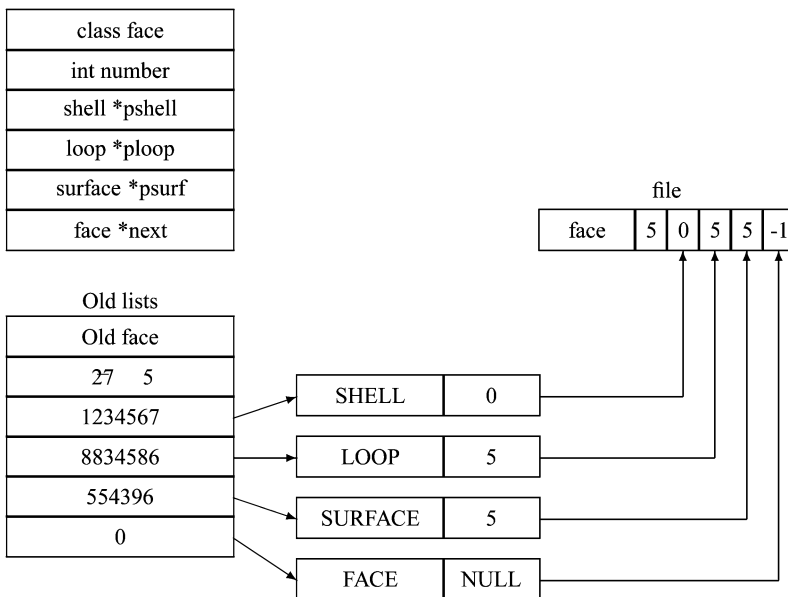 class face
int number
shell *pshell
loop *ploop
surface *psurf
face *next
file
face 5 0 5 5 -1
Old lists
Old face
27 5
1234567
8834586
554396
0
SHELL 0
LOOP 5
SURFACE 5
FACE NULL